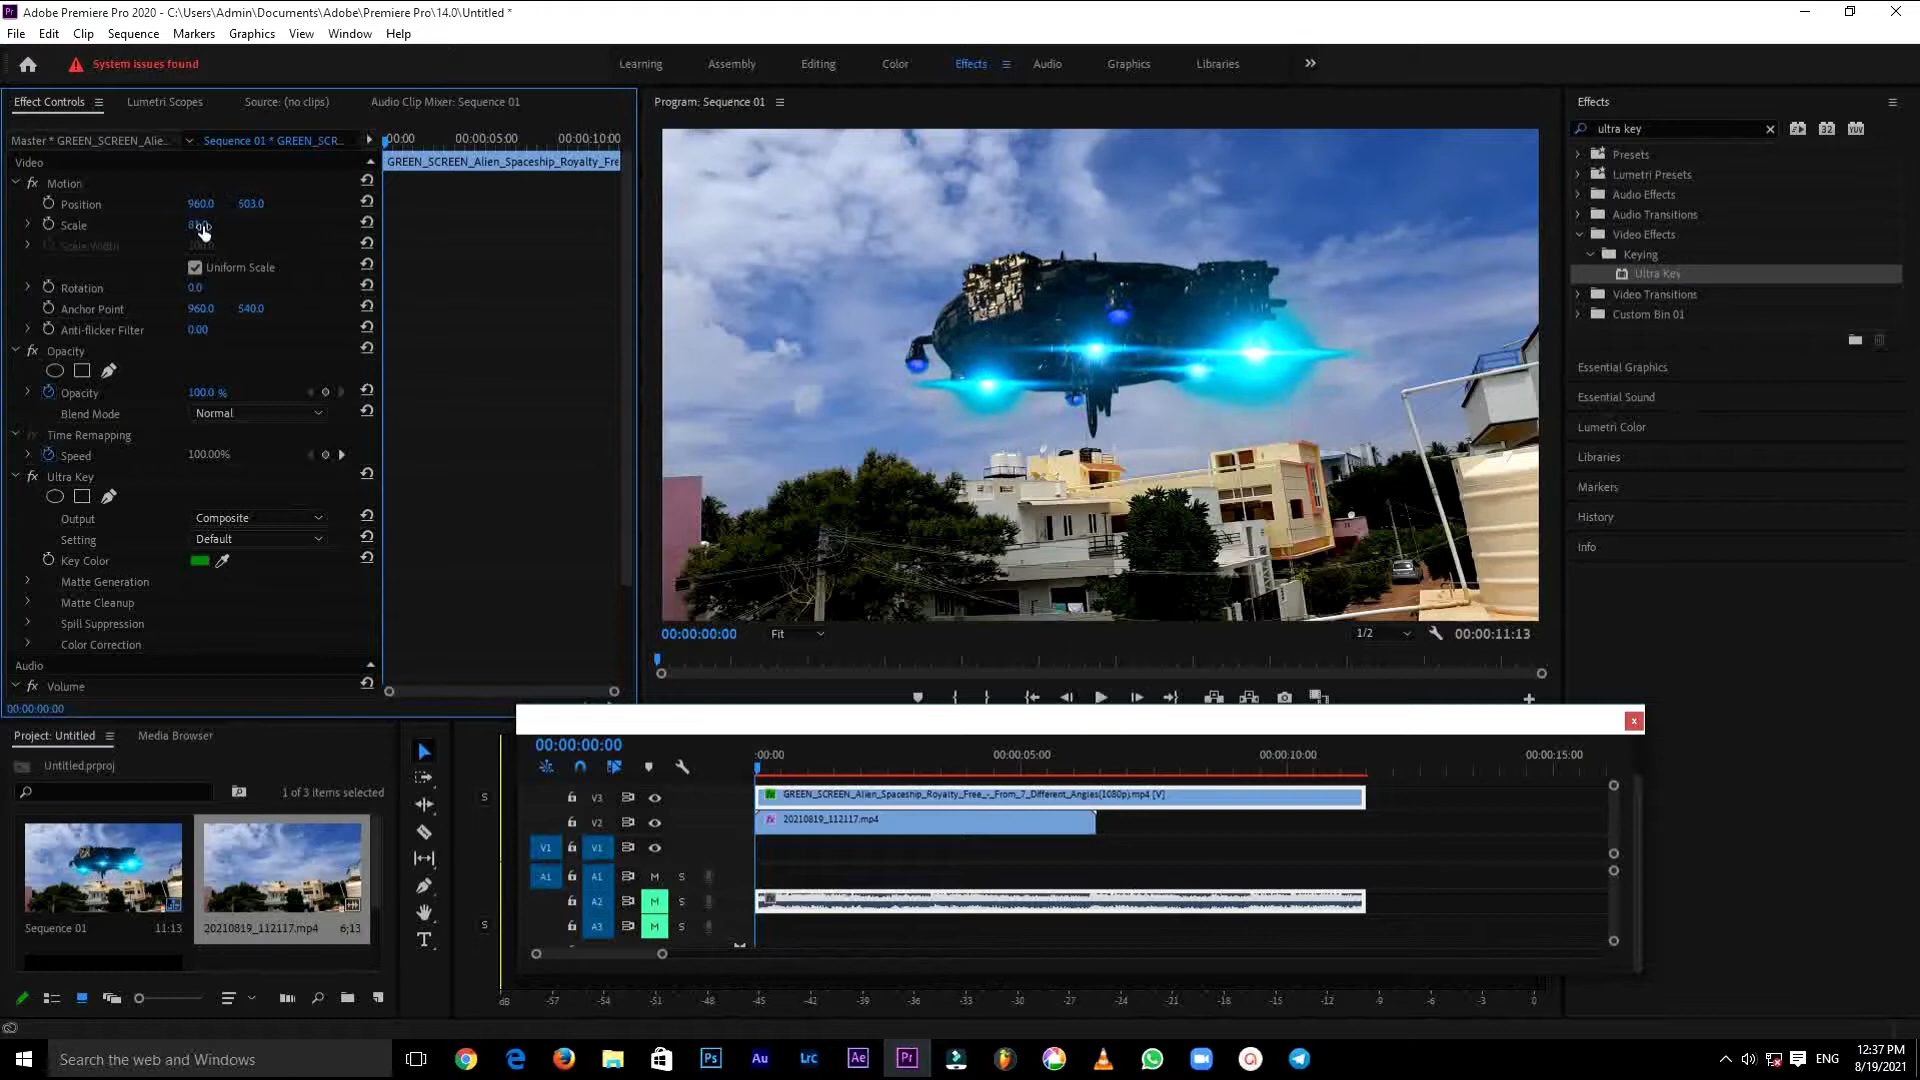 Adobe Premiere Pro 2020 - C:\Users\Admin\Documents\Adobe\Premiere Pro\14.0\Untitled *
File Edit Clip Sequence Markers Graphics View Window Help
System issues found
Learning Assembly Editing Color Effects Audio Graphics Libraries
Effect Controls Lumetri Scopes Source: (no clips) Audio Clip Mixer: Sequence 01
Program: Sequence 01
Effects
Master * GREEN_SCREEN_Alie... Sequence 01 * GREEN_SCR...
:00:00 00:00:05:00 00:00:10:00
GREEN_SCREEN_Alien_Spaceship_Royalty_Fre
ultra key
32 YUV
Video
Motion
Position 960.0 503.0
Scale
Scale Width 100.0
Uniform Scale
Rotation 0.0
Anchor Point 960.0 540.0
Anti-flicker Filter 0.00
Opacity
Opacity 100.0 %
Blend Mode Normal
Time Remapping
Speed 100.00%
Ultra Key
Output Composite
Setting Default
Key Color
Matte Generation
Matte Cleanup
Spill Suppression
Color Correction
Audio
Volume
00:00:00:00
Presets
Lumetri Presets
Audio Effects
Audio Transitions
Video Effects
Keying
Ultra Key
Video Transitions
Custom Bin 01
Essential Graphics
Essential Sound
Lumetri Color
Libraries
Markers
History
Info
00:00:00:00 Fit 1/2 00:00:11:13
Project: Untitled Media Browser
Untitled.prproj
1 of 3 items selected
Sequence 01 11:13
20210819_112117.mp4 6;13
00:00:00:00
:00:00 00:00:05:00 00:00:10:00 00:00:15:00
S V3 GREEN_SCREEN_Alien_Spaceship_Royalty_Free_-_From_7_Different_Angles(1080p).mp4 [V]
V2 20210819_112117.mp4
V1 V1
A1 A1 M S
A2 M S
S A3 M S
dB -57 -54 -51 -48 -45 -42 -39 -36 -33 -30 -27 -24 -21 -18 -15 -12 -9 -6 -3 0
Search the web and Windows
Ps Au Lrc Ae Pr
ENG
12:37 PM
8/19/2021